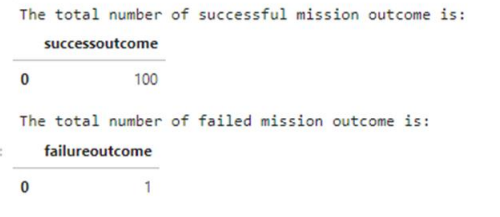 The total number of successful mission outcome is:
successoutcome
0 100
The total number of failed mission outcome is:
failureoutcome
0 1